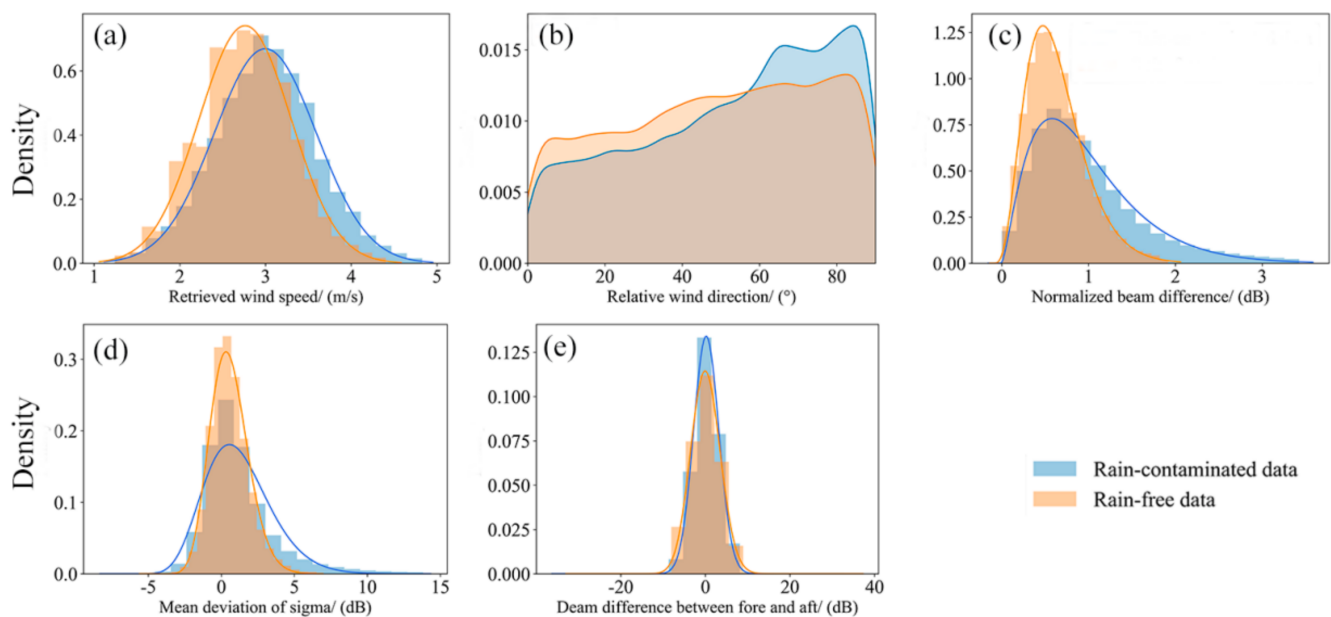 (a)
(b)
(c)
Density
0.6
0.4
0.2
0.0
1 2 3 4 5
Retrieved wind speed/ (m/s)
0.015
0.010
0.005
0.000
0 20 40 60 80
Relative wind direction/ (°)
1.25
1.00
0.75
0.50
0.25
0.00
0 1 2 3
Normalized beam difference/ (dB)
(d)
(e)
Density
0.3
0.2
0.1
0.0
-5 0 5 10 15
Mean deviation of sigma/ (dB)
0.125
0.100
0.075
0.050
0.025
0.000
-20 0 20 40
Deam difference between fore and aft/ (dB)
Rain-contaminated data
Rain-free data